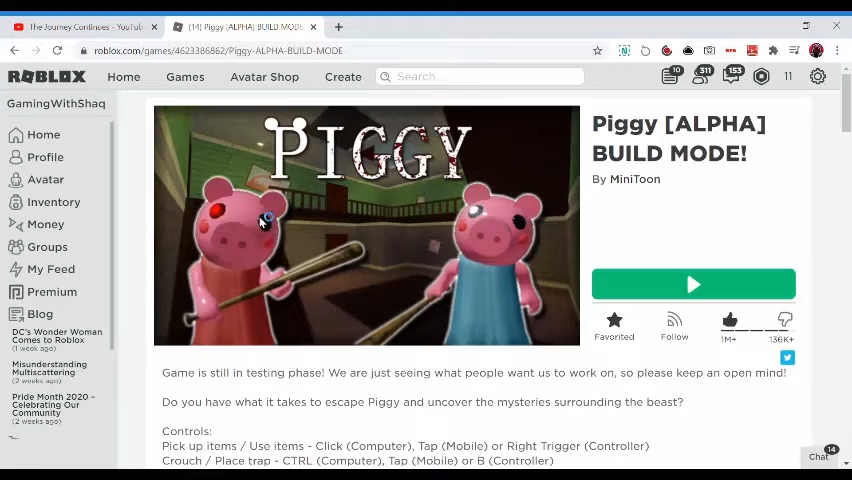 The Journey Continues - YouTub
(14) Piggy [ALPHA] BUILD MODE!
roblox.com/games/4623386862/Piggy-ALPHA-BUILD-MODE
ROBLOX
Home
Games
Avatar Shop
Create
Search...
10
311
153
11
GamingWithShaq
Home
Profile
Avatar
Inventory
Money
Groups
My Feed
Premium
Blog
DC's Wonder Woman
Comes to Roblox
(1 week ago)
Misunderstanding
Multiscattering
(2 weeks ago)
Pride Month 2020 –
Celebrating Our
Community
(2 weeks ago)
PIGGY
Piggy [ALPHA]
BUILD MODE!
By MiniToon
Favorited
Follow
1M+
136K+
Game is still in testing phase! We are just seeing what people want us to work on, so please keep an open mind!
Do you have what it takes to escape Piggy and uncover the mysteries surrounding the beast?
Controls:
Pick up items / Use items - Click (Computer), Tap (Mobile) or Right Trigger (Controller)
Crouch / Place trap - CTRL (Computer), Tap (Mobile) or B (Controller)
Chat
14